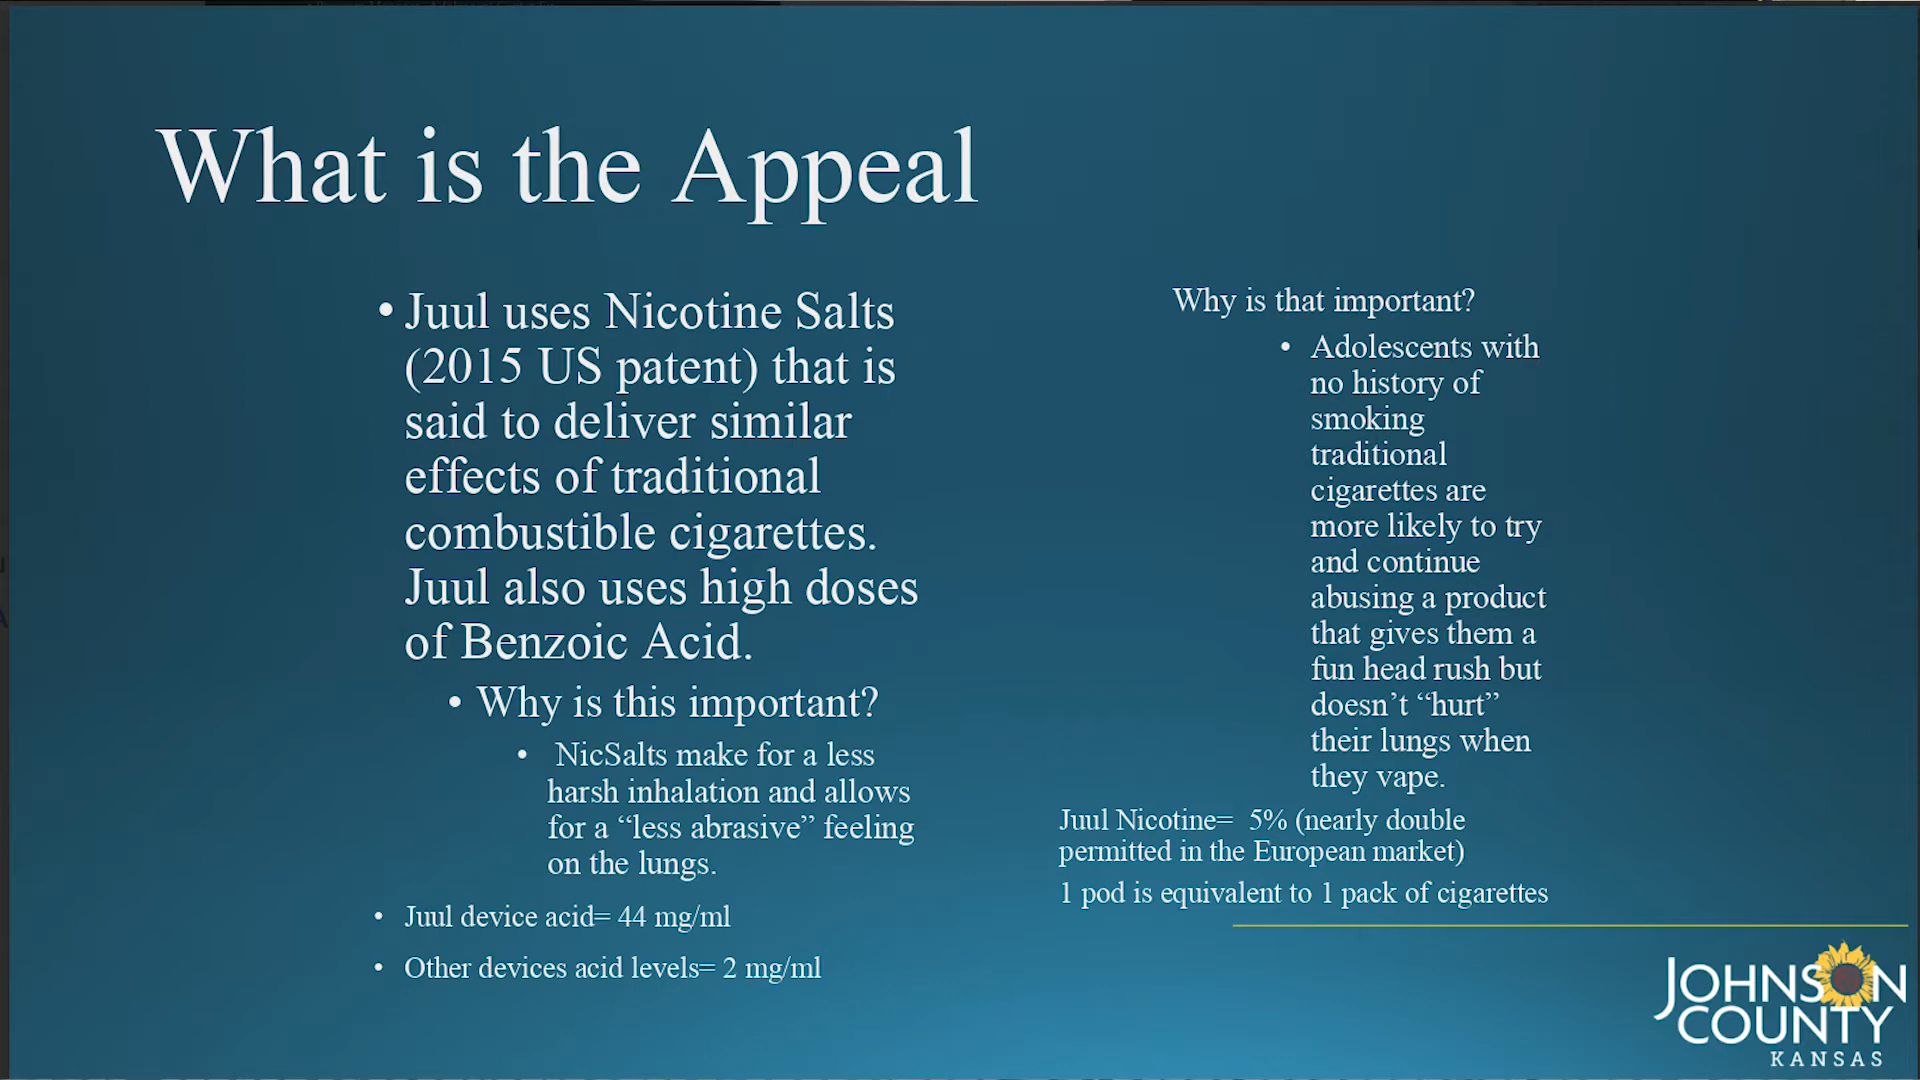 What is the Appeal
• Juul uses Nicotine Salts
(2015 US patent) that is
said to deliver similar
effects of traditional
combustible cigarettes.
Juul also uses high doses
of Benzoic Acid.
• Why is this important?
• NicSalts make for a less
harsh inhalation and allows
for a “less abrasive” feeling
on the lungs.
• Juul device acid= 44 mg/ml
• Other devices acid levels= 2 mg/ml
Why is that important?
• Adolescents with
no history of
smoking
traditional
cigarettes are
more likely to try
and continue
abusing a product
that gives them a
fun head rush but
doesn’t “hurt”
their lungs when
they vape.
Juul Nicotine= 5% (nearly double
permitted in the European market)
1 pod is equivalent to 1 pack of cigarettes
JOHNSON
COUNTY
KANSAS